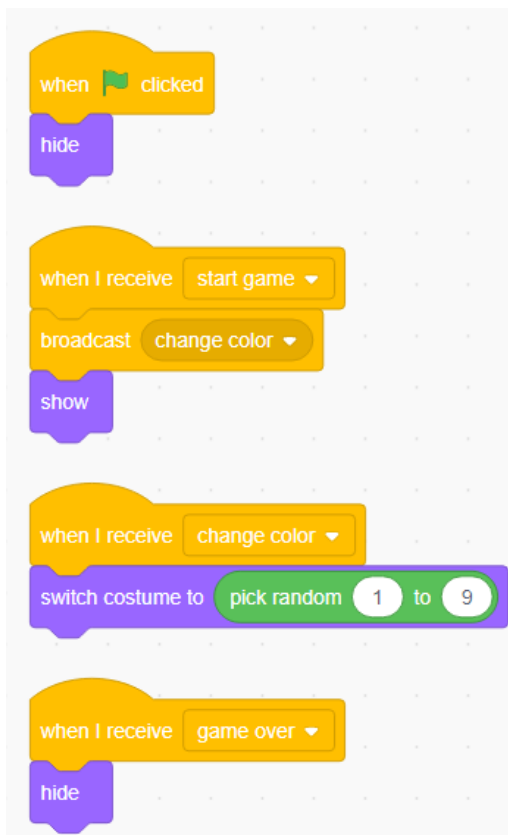 when clicked
hide
when I receive start game
broadcast change color
show
when I receive change color
switch costume to pick random 1 to 9
when I receive game over
hide